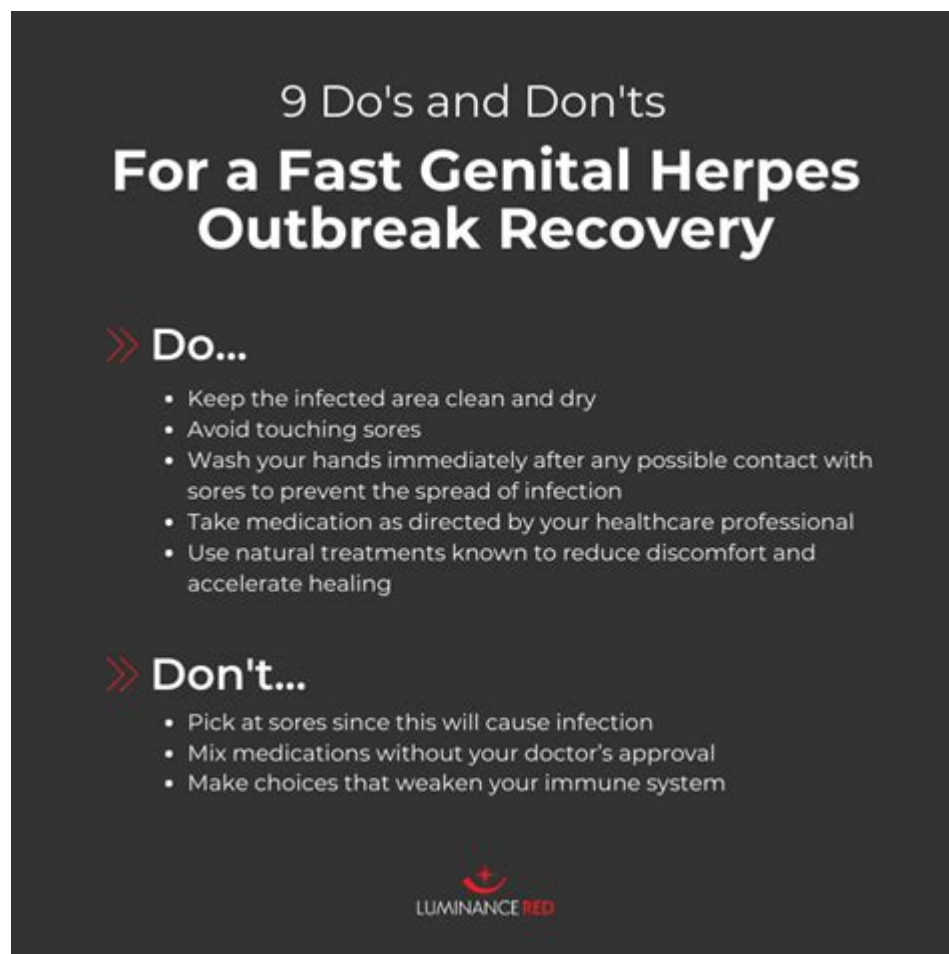 9 Do's and Don'ts
For a Fast Genital Herpes
Outbreak Recovery
Do...
• Keep the infected area clean and dry
• Avoid touching sores
• Wash your hands immediately after any possible contact with
sores to prevent the spread of infection
• Take medication as directed by your healthcare professional
• Use natural treatments known to reduce discomfort and
accelerate healing
Don't...
• Pick at sores since this will cause infection
• Mix medications without your doctor’s approval
• Make choices that weaken your immune system
LUMINANCE RED